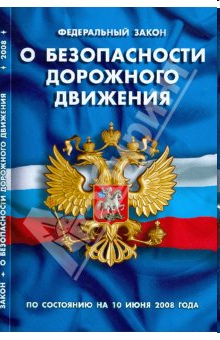 ФЕДЕРАЛЬНЫЙ ЗАКОН
О БЕЗОПАСНОСТИ
ДОРОЖНОГО
ДВИЖЕНИЯ
ПО СОСТОЯНИЮ НА 10 ИЮНЯ 2008 ГОДА
ЗАКОН + О БЕЗОПАСНОСТИ ДОРОЖНОГО ДВИЖЕНИЯ + 2008 +